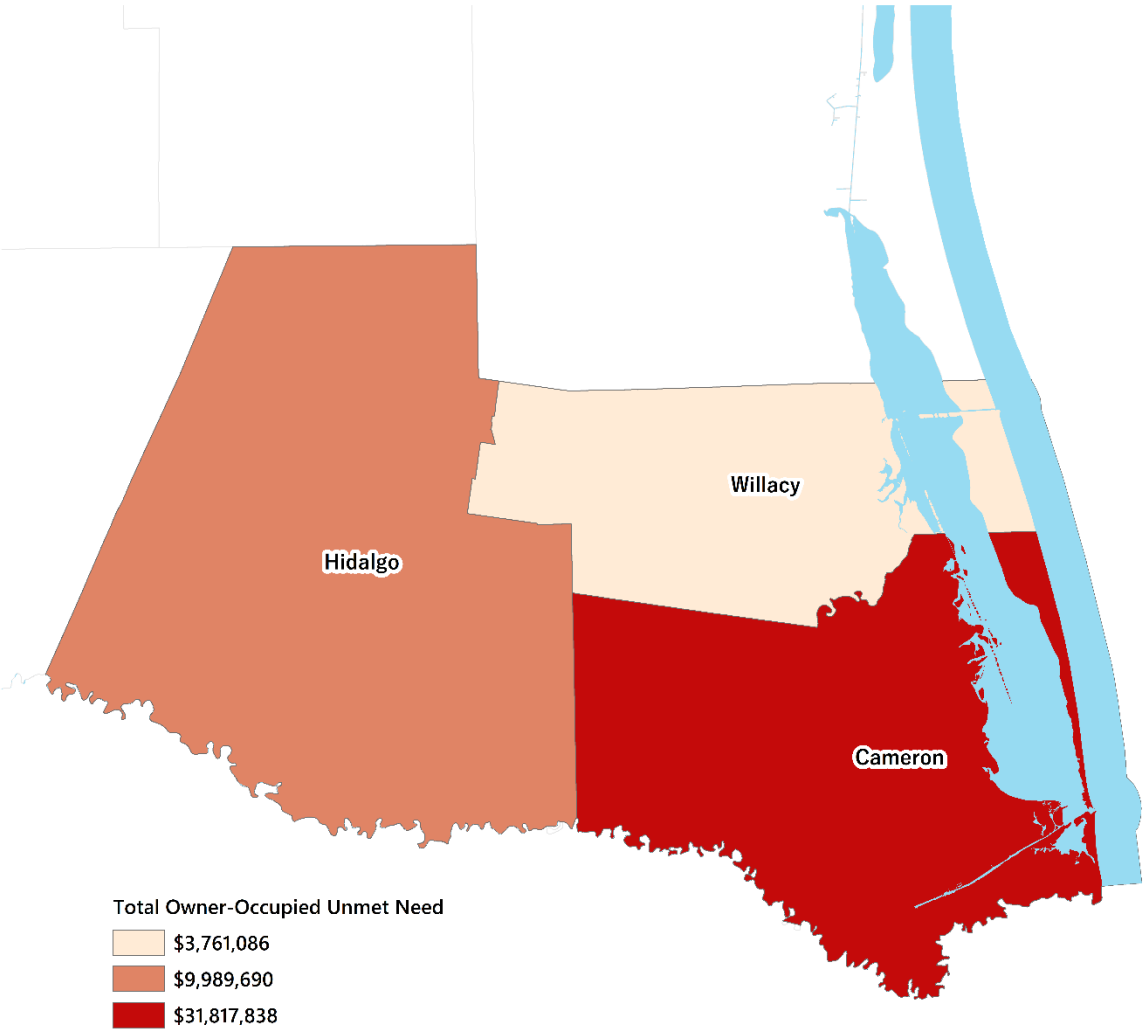 Willacy
Hidalgo
Cameron
Total Owner-Occupied Unmet Need
$3,761,086
$9,989,690
$31,817,838